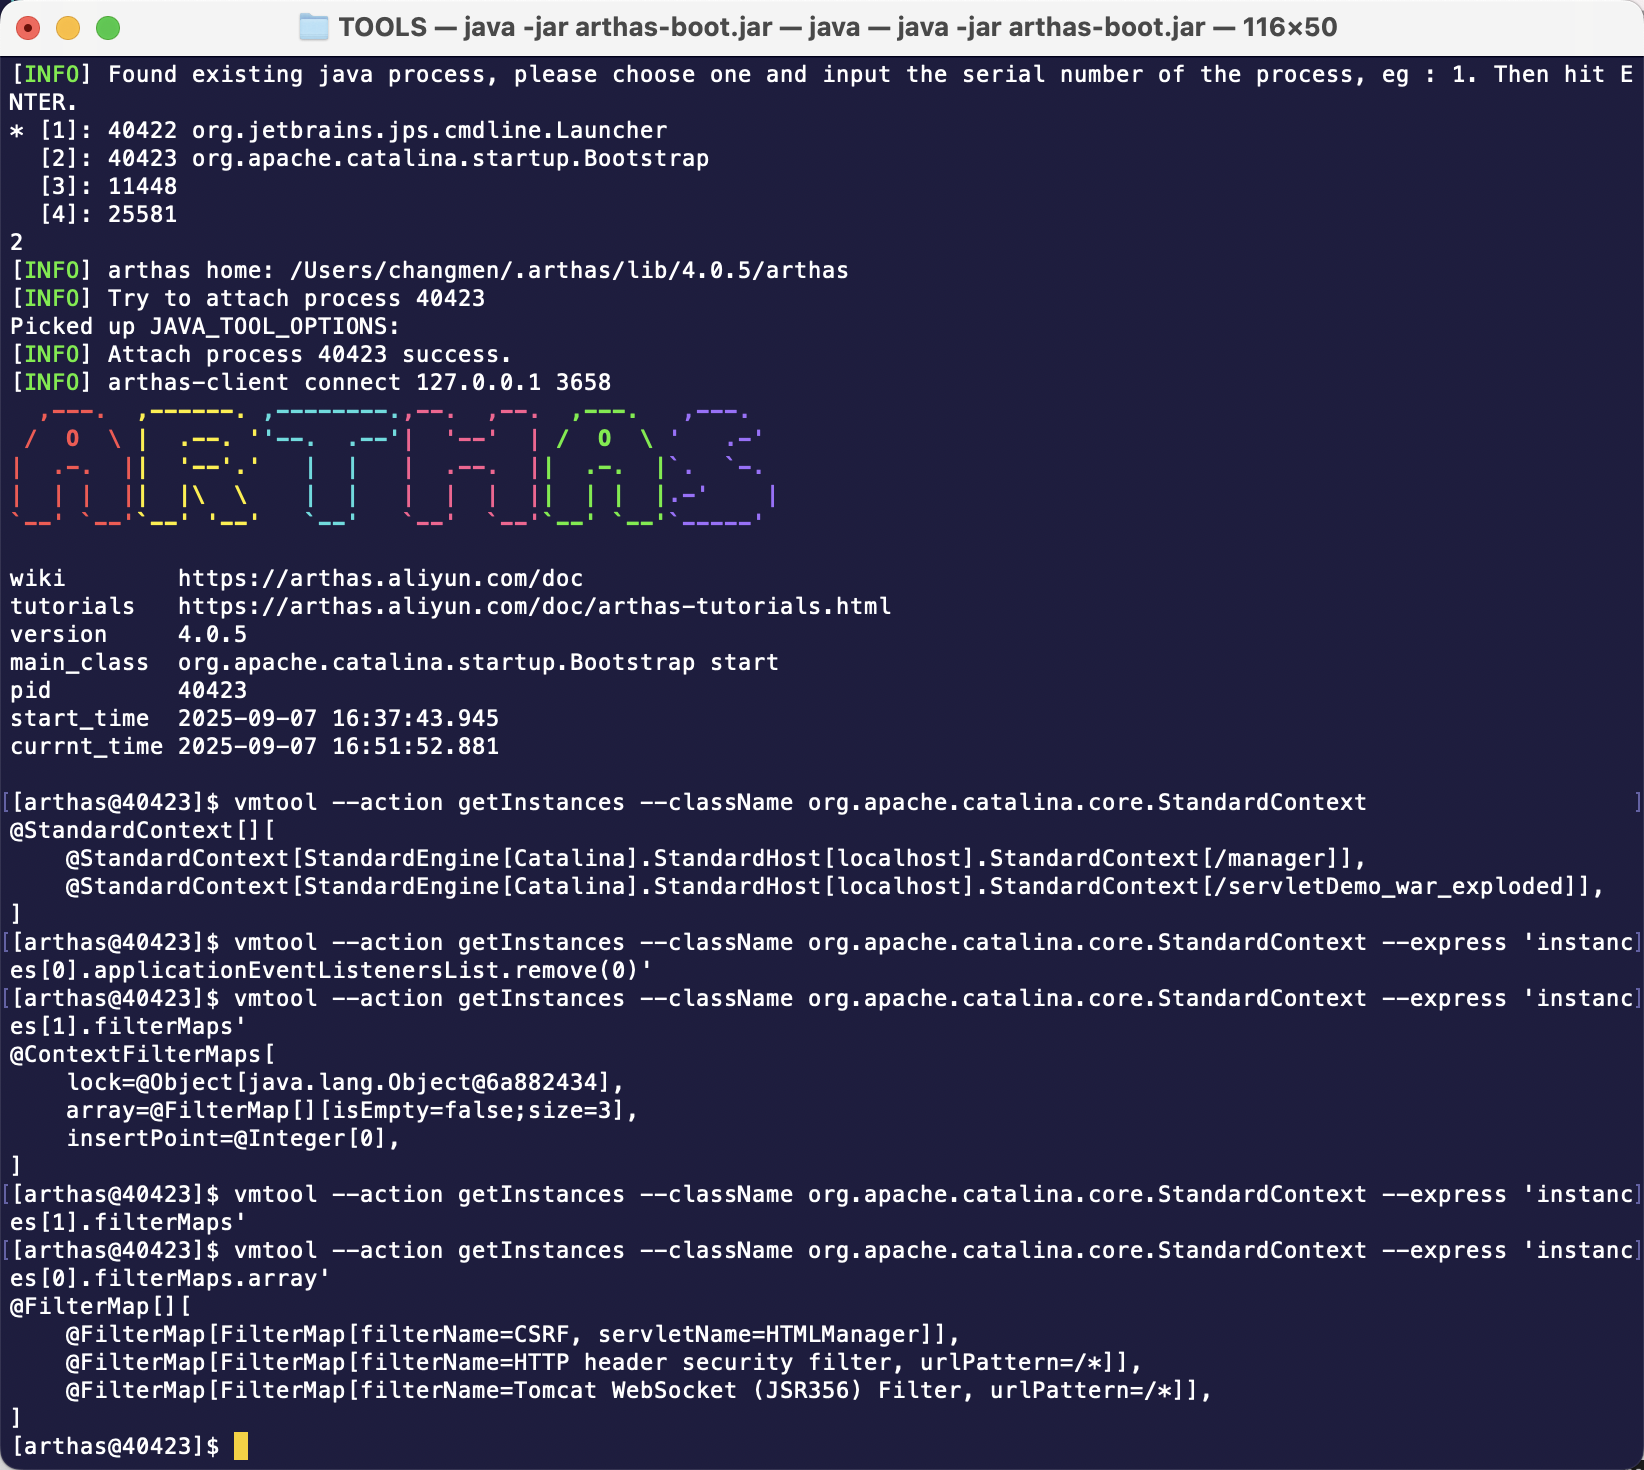 TOOLS — java -jar arthas-boot.jar — java — java -jar arthas-boot.jar — 116×50
[INFO] Found existing java process, please choose one and input the serial number of the process, eg : 1. Then hit E
NTER.
* [1]: 40422 org.jetbrains.jps.cmdline.Launcher
  [2]: 40423 org.apache.catalina.startup.Bootstrap
  [3]: 11448
  [4]: 25581
2
[INFO] arthas home: /Users/changmen/.arthas/lib/4.0.5/arthas
[INFO] Try to attach process 40423
Picked up JAVA_TOOL_OPTIONS:
[INFO] Attach process 40423 success.
[INFO] arthas-client connect 127.0.0.1 3658
ARTHAS
wiki        https://arthas.aliyun.com/doc
tutorials   https://arthas.aliyun.com/doc/arthas-tutorials.html
version     4.0.5
main_class  org.apache.catalina.startup.Bootstrap start
pid         40423
start_time  2025-09-07 16:37:43.945
currnt_time 2025-09-07 16:51:52.881
[arthas@40423]$ vmtool --action getInstances --className org.apache.catalina.core.StandardContext
@StandardContext[][
    @StandardContext[StandardEngine[Catalina].StandardHost[localhost].StandardContext[/manager]],
    @StandardContext[StandardEngine[Catalina].StandardHost[localhost].StandardContext[/servletDemo_war_exploded]],
]
[arthas@40423]$ vmtool --action getInstances --className org.apache.catalina.core.StandardContext --express 'instanc
es[0].applicationEventListenersList.remove(0)'
[arthas@40423]$ vmtool --action getInstances --className org.apache.catalina.core.StandardContext --express 'instanc
es[1].filterMaps'
@ContextFilterMaps[
    lock=@Object[java.lang.Object@6a882434],
    array=@FilterMap[][isEmpty=false;size=3],
    insertPoint=@Integer[0],
]
[arthas@40423]$ vmtool --action getInstances --className org.apache.catalina.core.StandardContext --express 'instanc
es[1].filterMaps'
[arthas@40423]$ vmtool --action getInstances --className org.apache.catalina.core.StandardContext --express 'instanc
es[0].filterMaps.array'
@FilterMap[][
    @FilterMap[FilterMap[filterName=CSRF, servletName=HTMLManager]],
    @FilterMap[FilterMap[filterName=HTTP header security filter, urlPattern=/*]],
    @FilterMap[FilterMap[filterName=Tomcat WebSocket (JSR356) Filter, urlPattern=/*]],
]
[arthas@40423]$